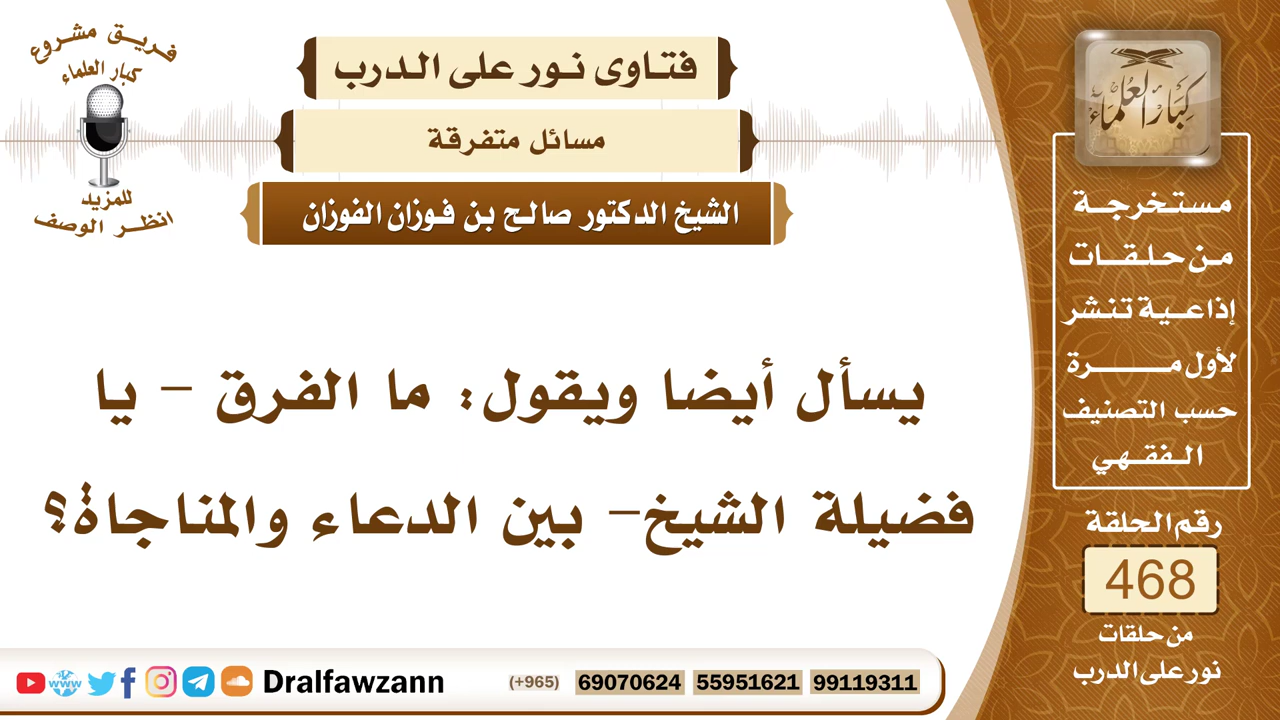 فريق مشروع
كبار العلماء
للمزيد
انظر الوصف
فتاوى نور على الدرب
مسائل متفرقة
الشيخ الدكتور صالح بن فوزان الفوزان
يسأل أيضا ويقول: ما الفرق – يا
فضيلة الشيخ– بين الدعاء والمناجاة؟
كبار العلماء
مستخرجة
من حلقات
إذاعية تنشر
لأول مرة
حسب التصنيف
الفقهي
رقم الحلقة
468
من حلقات
نور على الدرب
www Dralfawzann (+965) 69070624 55951621 99119311